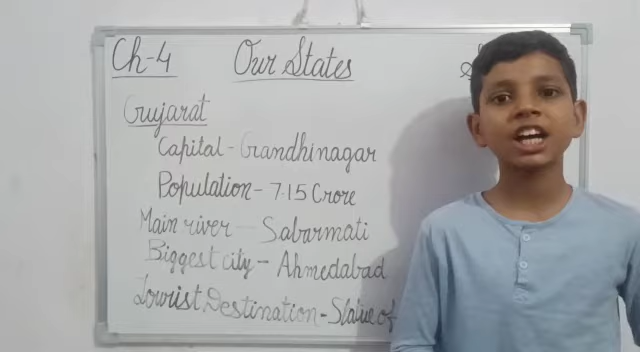 Ch-4 Our States
Gujarat
Capital - Gandhinagar
Population - 7.15 Crore
Main river - Sabarmati
Biggest city - Ahmedabad
Tourist Destination - Statue of